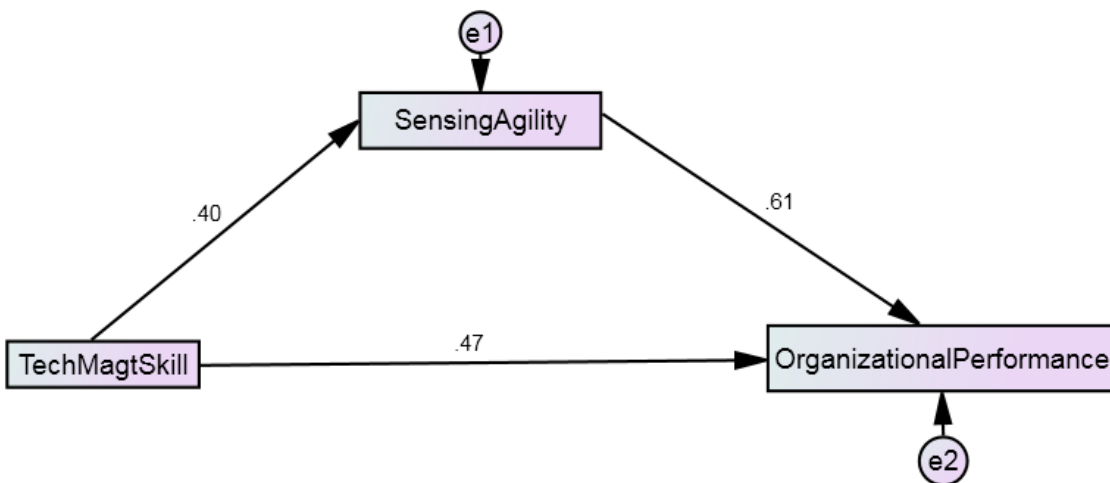 e1
SensingAgility
.40
.61
.47
TechMagtSkill
OrganizationalPerformance
e2